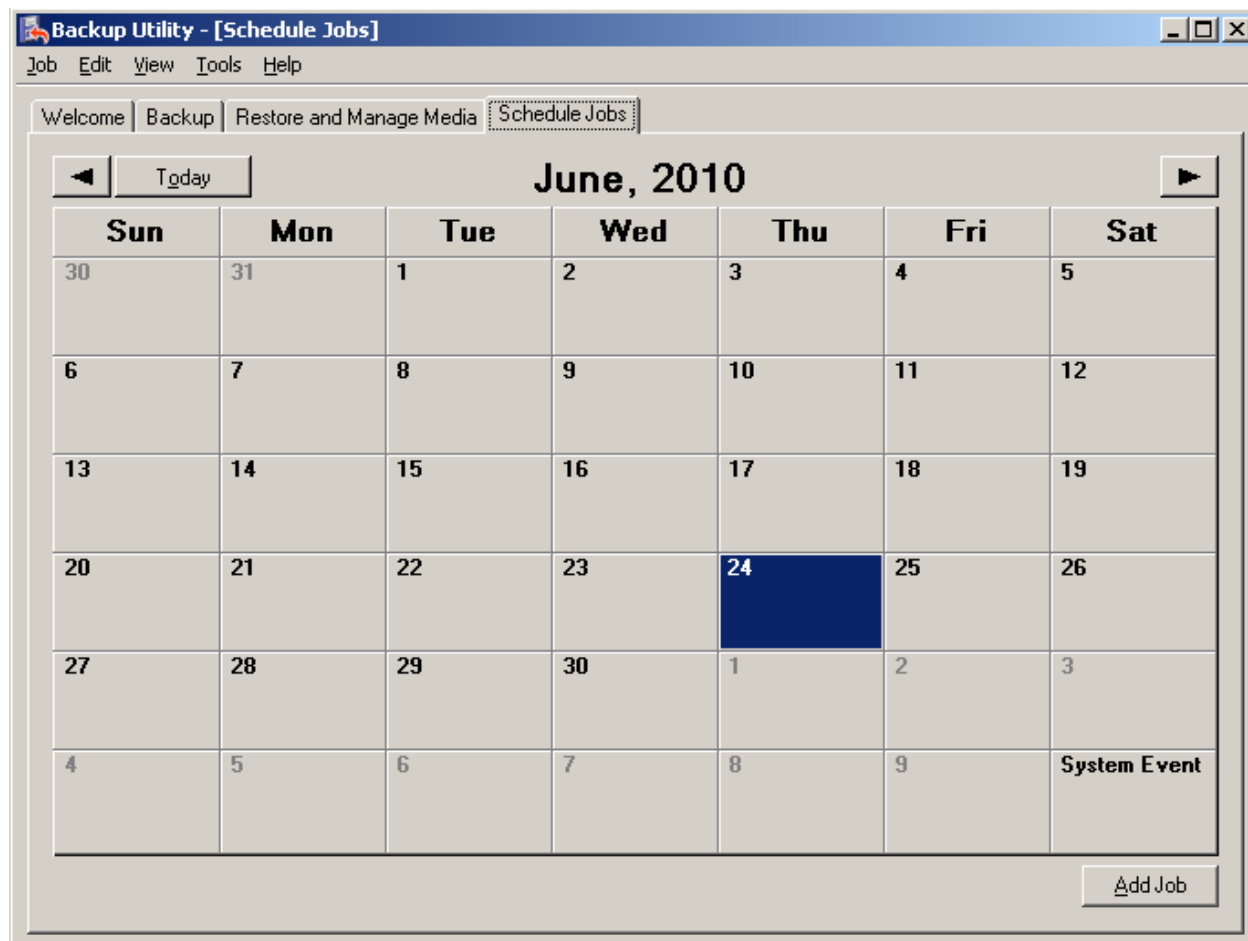 Backup Utility - [Schedule Jobs]
Job Edit View Tools Help
Welcome Backup Restore and Manage Media Schedule Jobs
Today June, 2010
Sun Mon Tue Wed Thu Fri Sat
30 31 1 2 3 4 5
6 7 8 9 10 11 12
13 14 15 16 17 18 19
20 21 22 23 24 25 26
27 28 29 30 1 2 3
4 5 6 7 8 9 System Event
Add Job